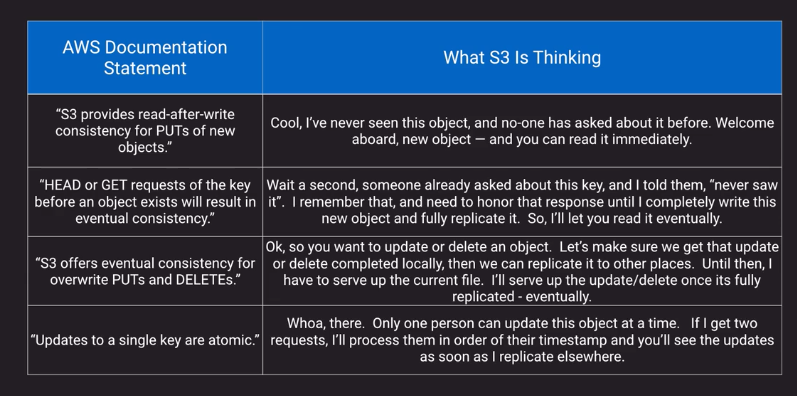 AWS Documentation
Statement
What S3 Is Thinking
“S3 provides read-after-write
consistency for PUTs of new
objects.”
Cool, I’ve never seen this object, and no-one has asked about it before. Welcome
aboard, new object — and you can read it immediately.
“HEAD or GET requests of the key
before an object exists will result in
eventual consistency.”
Wait a second, someone already asked about this key, and I told them, “never saw
it”. I remember that, and need to honor that response until I completely write this
new object and fully replicate it. So, I’ll let you read it eventually.
“S3 offers eventual consistency for
overwrite PUTs and DELETEs.”
Ok, so you want to update or delete an object. Let’s make sure we get that update
or delete completed locally, then we can replicate it to other places. Until then, I
have to serve up the current file. I’ll serve up the update/delete once its fully
replicated - eventually.
“Updates to a single key are atomic.”
Whoa, there. Only one person can update this object at a time. If I get two
requests, I’ll process them in order of their timestamp and you’ll see the updates
as soon as I replicate elsewhere.